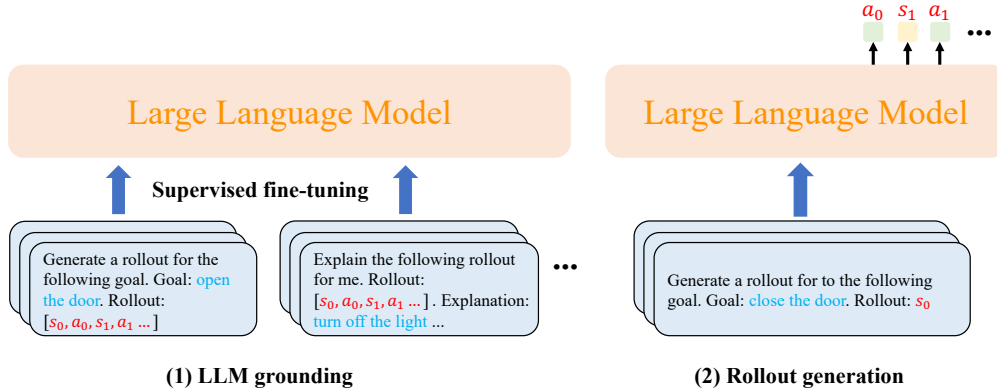 a₀ s₁ a₁ ...
Large Language Model
Large Language Model
Supervised fine-tuning
Generate a rollout for the
following goal. Goal: open
the door. Rollout:
[s₀, a₀, s₁, a₁ ...]
Explain the following rollout
for me. Rollout:
[s₀, a₀, s₁, a₁ ...] . Explanation:
turn off the light ...
...
Generate a rollout for to the following
goal. Goal: close the door. Rollout: s₀
(1) LLM grounding
(2) Rollout generation